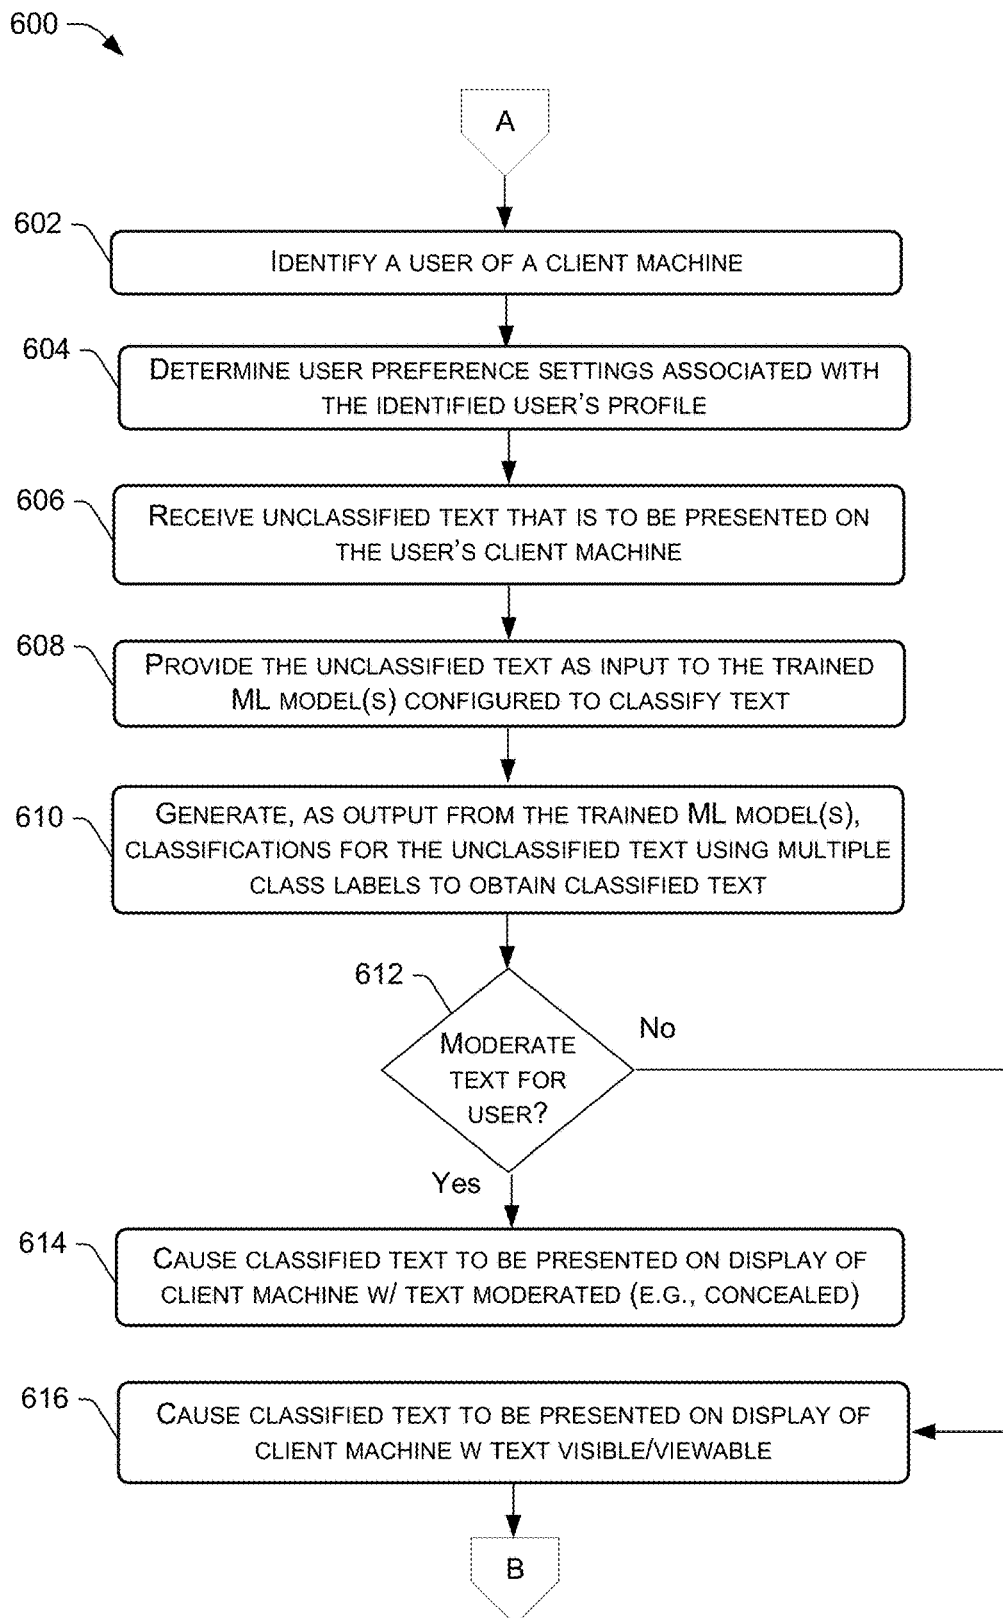 600
A
602
IDENTIFY A USER OF A CLIENT MACHINE
604
DETERMINE USER PREFERENCE SETTINGS ASSOCIATED WITH
THE IDENTIFIED USER'S PROFILE
606
RECEIVE UNCLASSIFIED TEXT THAT IS TO BE PRESENTED ON
THE USER'S CLIENT MACHINE
608
PROVIDE THE UNCLASSIFIED TEXT AS INPUT TO THE TRAINED
ML MODEL(S) CONFIGURED TO CLASSIFY TEXT
610
GENERATE, AS OUTPUT FROM THE TRAINED ML MODEL(S),
CLASSIFICATIONS FOR THE UNCLASSIFIED TEXT USING MULTIPLE
CLASS LABELS TO OBTAIN CLASSIFIED TEXT
612
MODERATE
TEXT FOR
USER?
No
Yes
614
CAUSE CLASSIFIED TEXT TO BE PRESENTED ON DISPLAY OF
CLIENT MACHINE W/ TEXT MODERATED (E.G., CONCEALED)
616
CAUSE CLASSIFIED TEXT TO BE PRESENTED ON DISPLAY OF
CLIENT MACHINE W TEXT VISIBLE/VIEWABLE
B